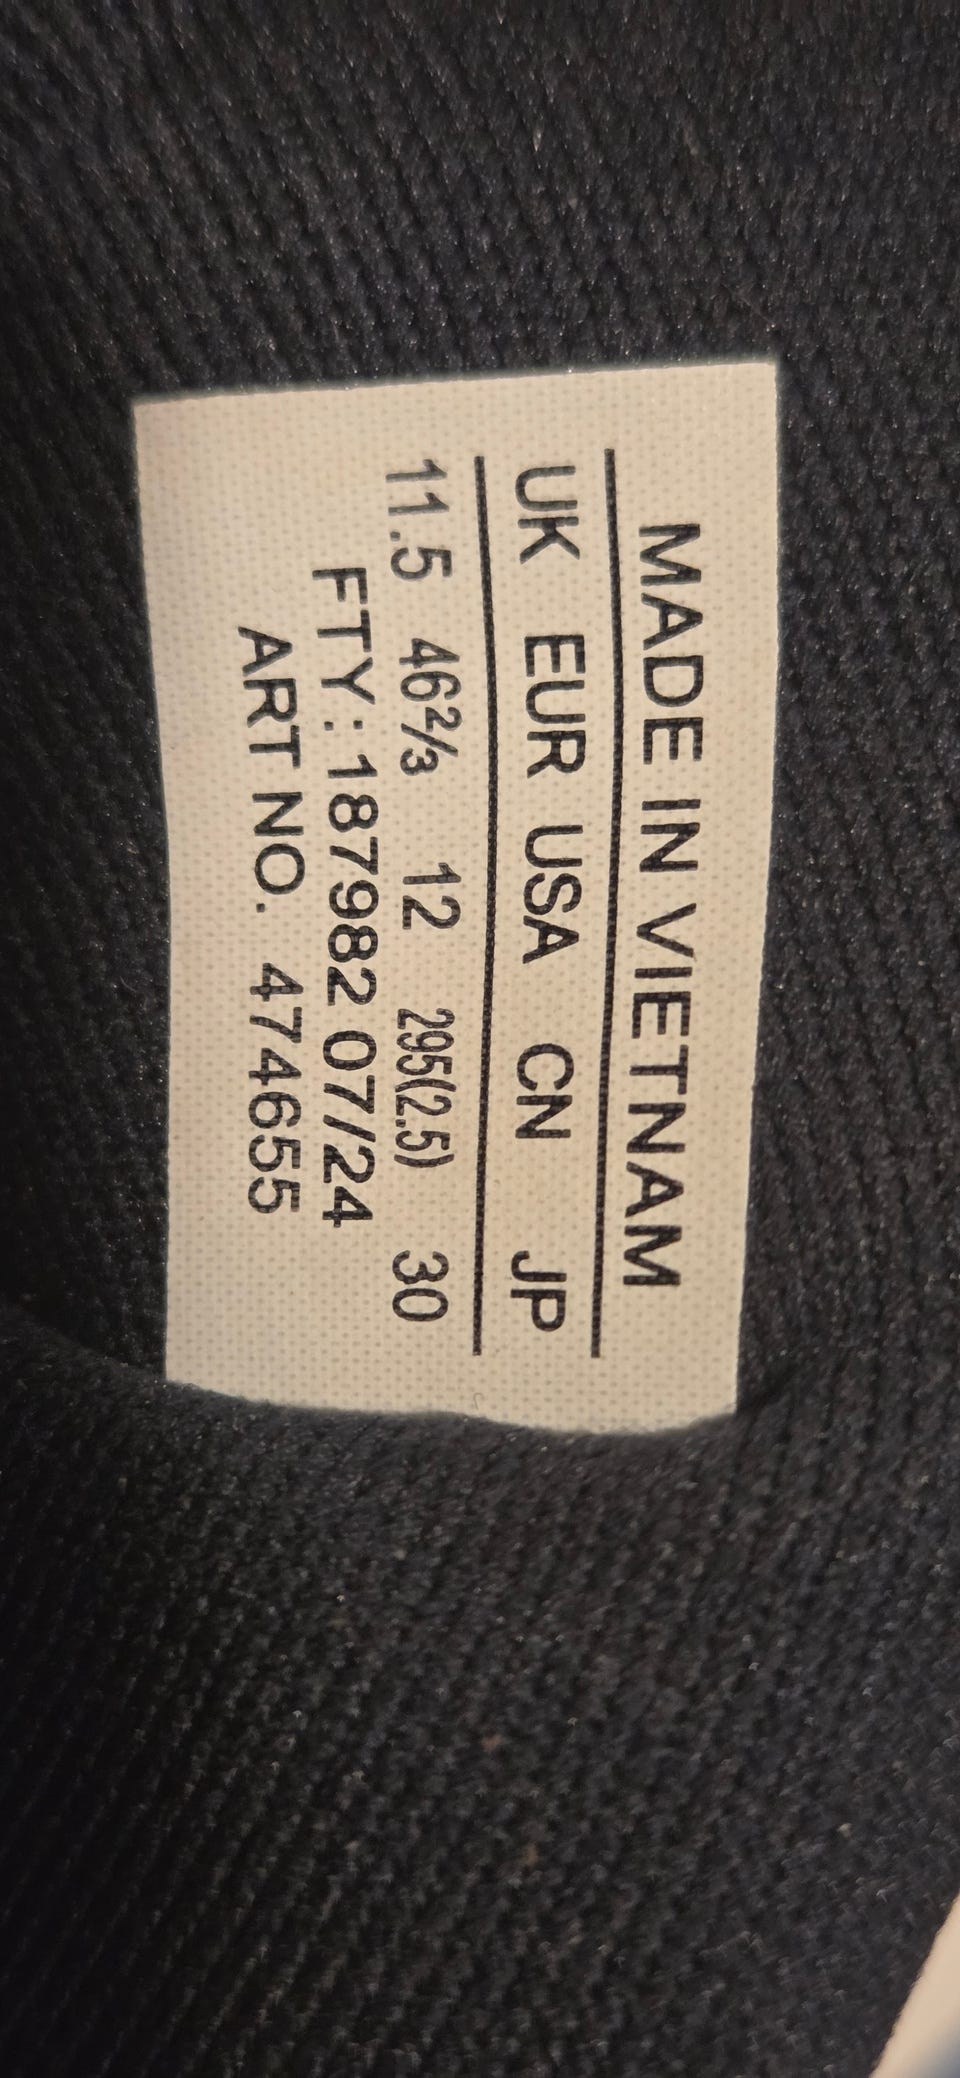 MADE IN VIETNAM
UK EUR USA CN JP
11.5 46⅔ 12 295(2.5) 30
FTY:187982 07/24
ART NO. 474655